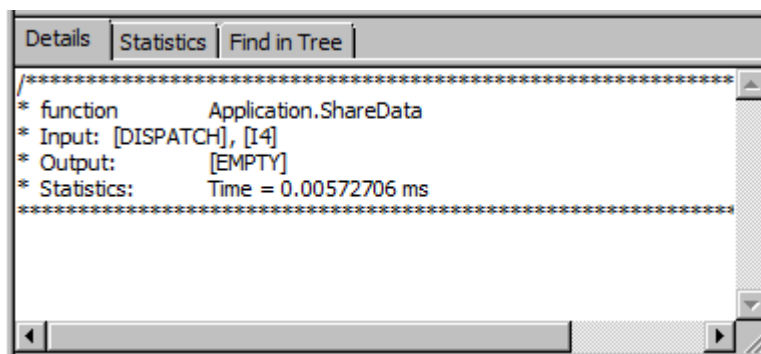 Details Statistics Find in Tree
/***********************************************************
* function Application.ShareData
* Input: [DISPATCH], [I4]
* Output: [EMPTY]
* Statistics: Time = 0.00572706 ms
************************************************************